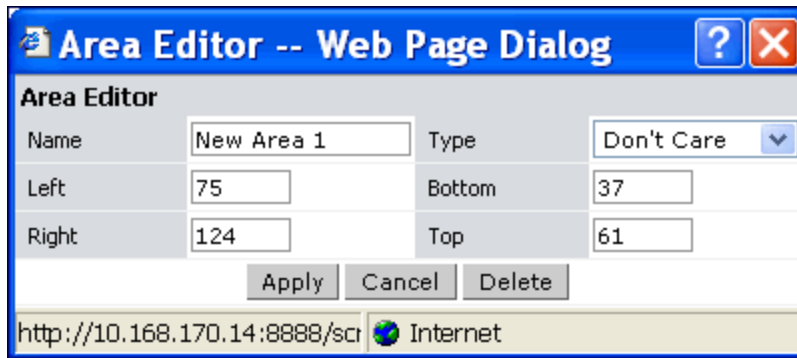 Area Editor -- Web Page Dialog ?
Area Editor
Name New Area 1 Type Don't Care
Left 75 Bottom 37
Right 124 Top 61
Apply Cancel Delete
http://10.168.170.14:8888/scr Internet